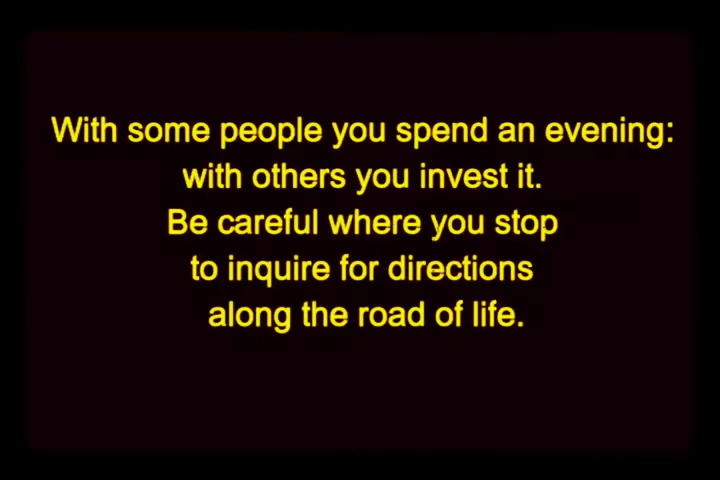 With some people you spend an evening:
with others you invest it.
Be careful where you stop
to inquire for directions
along the road of life.